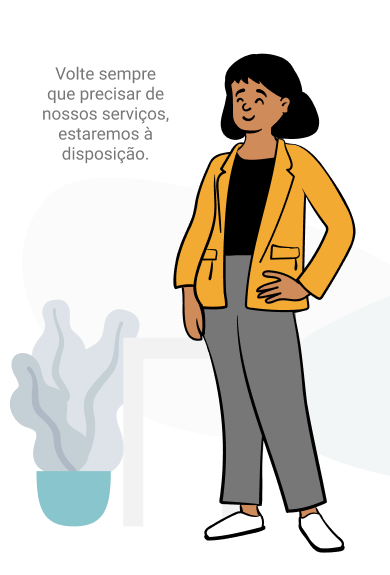 Volte sempre
que precisar de
nossos serviços,
estaremos à
disposição.